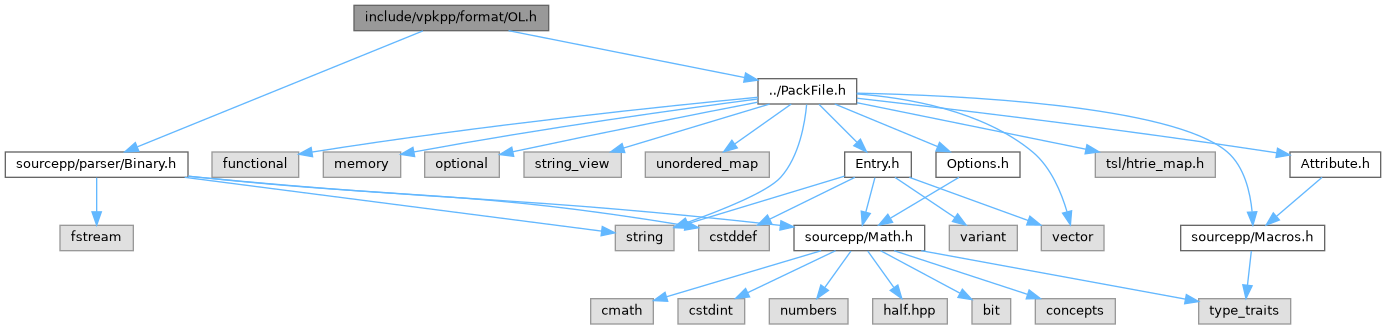 include/vpkpp/format/OL.h
../PackFile.h
sourcepp/parser/Binary.h
functional
memory
optional
string_view
unordered_map
Entry.h
Options.h
tsl/htrie_map.h
Attribute.h
fstream
string
cstddef
sourcepp/Math.h
variant
vector
sourcepp/Macros.h
cmath
cstdint
numbers
half.hpp
bit
concepts
type_traits